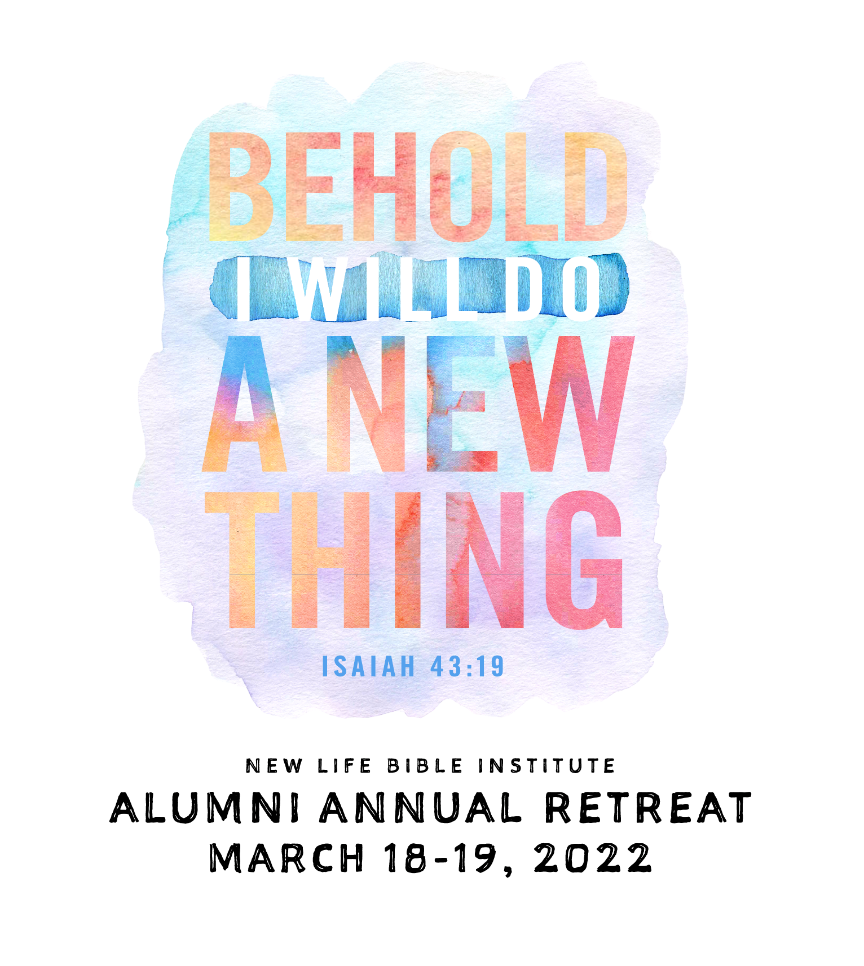 BEHOLD
I WILL DO
A NEW
THING
ISAIAH 43:19
NEW LIFE BIBLE INSTITUTE
ALUMNI ANNUAL RETREAT
MARCH 18-19, 2022